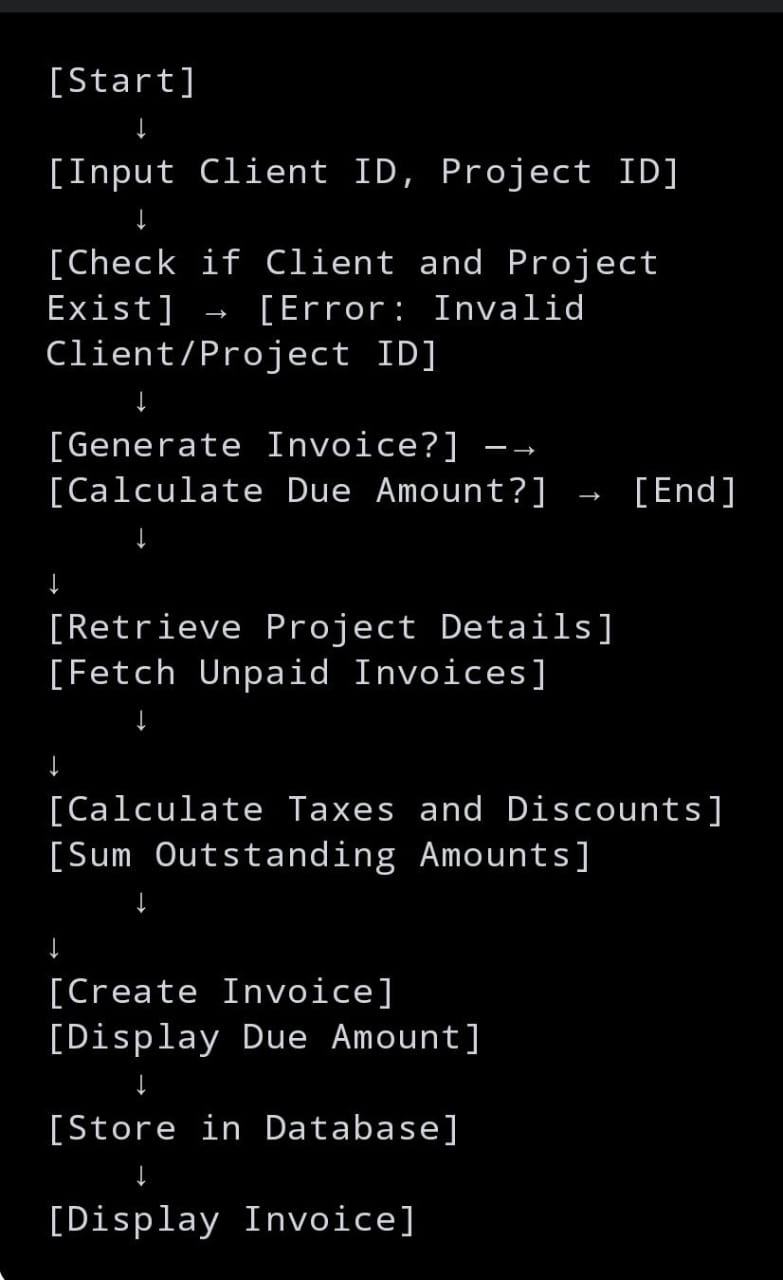 [Start]
↓
[Input Client ID, Project ID]
↓
[Check if Client and Project
Exist] → [Error: Invalid
Client/Project ID]
↓
[Generate Invoice?] —→
[Calculate Due Amount?] → [End]
↓
↓
[Retrieve Project Details]
[Fetch Unpaid Invoices]
↓
↓
[Calculate Taxes and Discounts]
[Sum Outstanding Amounts]
↓
↓
[Create Invoice]
[Display Due Amount]
↓
[Store in Database]
↓
[Display Invoice]